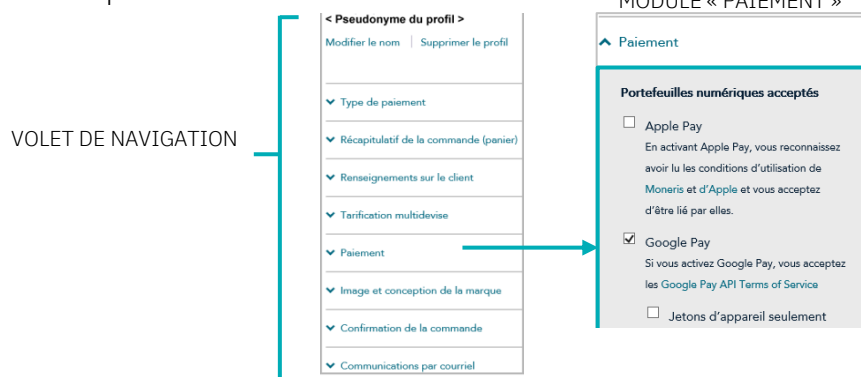 MODULE « PAIEMENT »
< Pseudonyme du profil >
Modifier le nom | Supprimer le profil
VOLET DE NAVIGATION
Type de paiement
Récapitulatif de la commande (panier)
Renseignements sur le client
Tarification multidevise
Paiement
Image et conception de la marque
Confirmation de la commande
Communications par courriel
Paiement
Portefeuilles numériques acceptés
Apple Pay
En activant Apple Pay, vous reconnaissez
avoir lu les conditions d'utilisation de
Moneris et d'Apple et vous acceptez
d'être lié par elles.
Google Pay
Si vous activez Google Pay, vous acceptez
les Google Pay API Terms of Service
Jetons d'appareil seulement